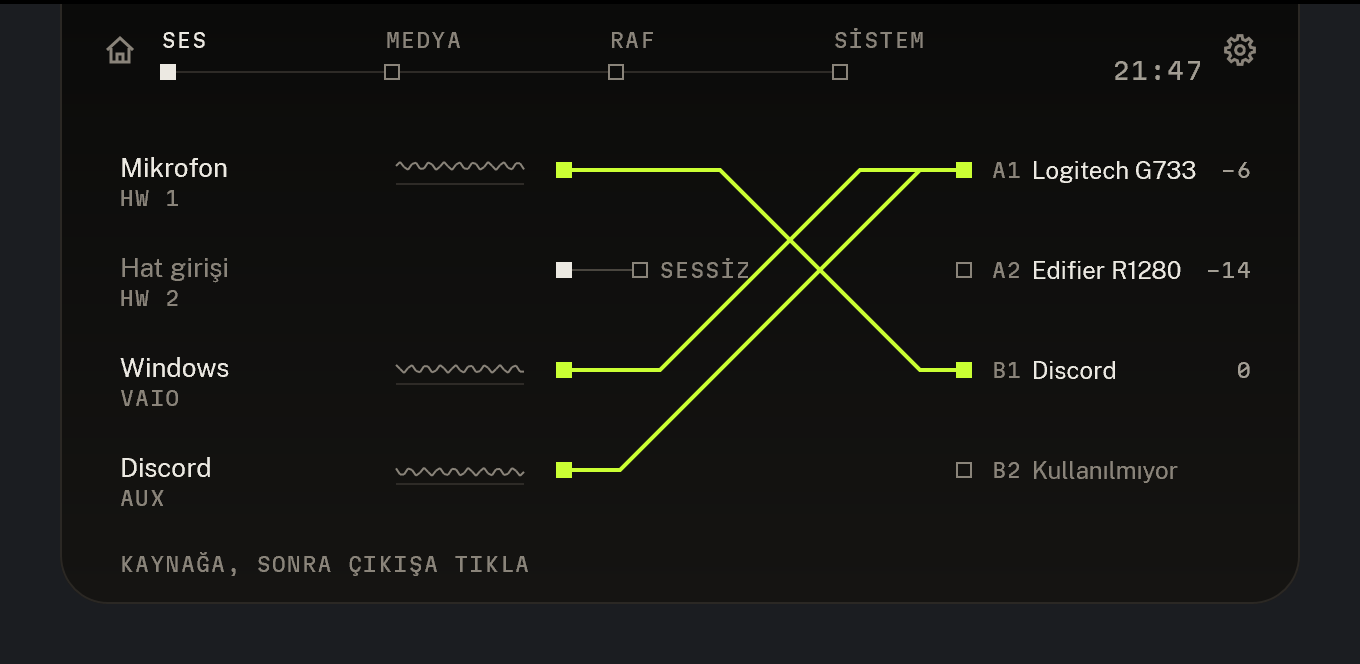 SES MEDYA RAF SİSTEM
21:47
Mikrofon A1 Logitech G733 −6
HW 1
Hat girişi SESSİZ A2 Edifier R1280 −14
HW 2
Windows B1 Discord 0
VAIO
Discord B2 Kullanılmıyor
AUX
KAYNAĞA, SONRA ÇIKIŞA TIKLA